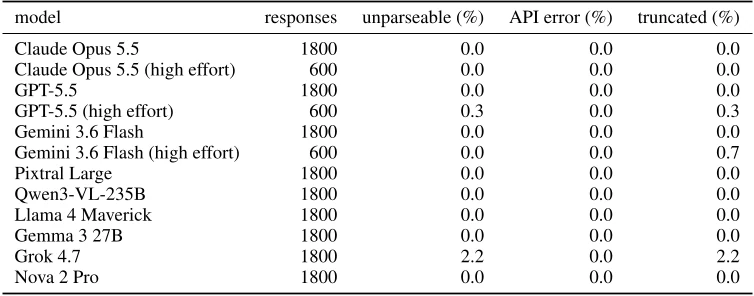 model responses unparseable (%) API error (%) truncated (%)
Claude Opus 5.5 1800 0.0 0.0 0.0
Claude Opus 5.5 (high effort) 600 0.0 0.0 0.0
GPT-5.5 1800 0.0 0.0 0.0
GPT-5.5 (high effort) 600 0.3 0.0 0.3
Gemini 3.6 Flash 1800 0.0 0.0 0.0
Gemini 3.6 Flash (high effort) 600 0.0 0.0 0.7
Pixtral Large 1800 0.0 0.0 0.0
Qwen3-VL-235B 1800 0.0 0.0 0.0
Llama 4 Maverick 1800 0.0 0.0 0.0
Gemma 3 27B 1800 0.0 0.0 0.0
Grok 4.7 1800 2.2 0.0 2.2
Nova 2 Pro 1800 0.0 0.0 0.0